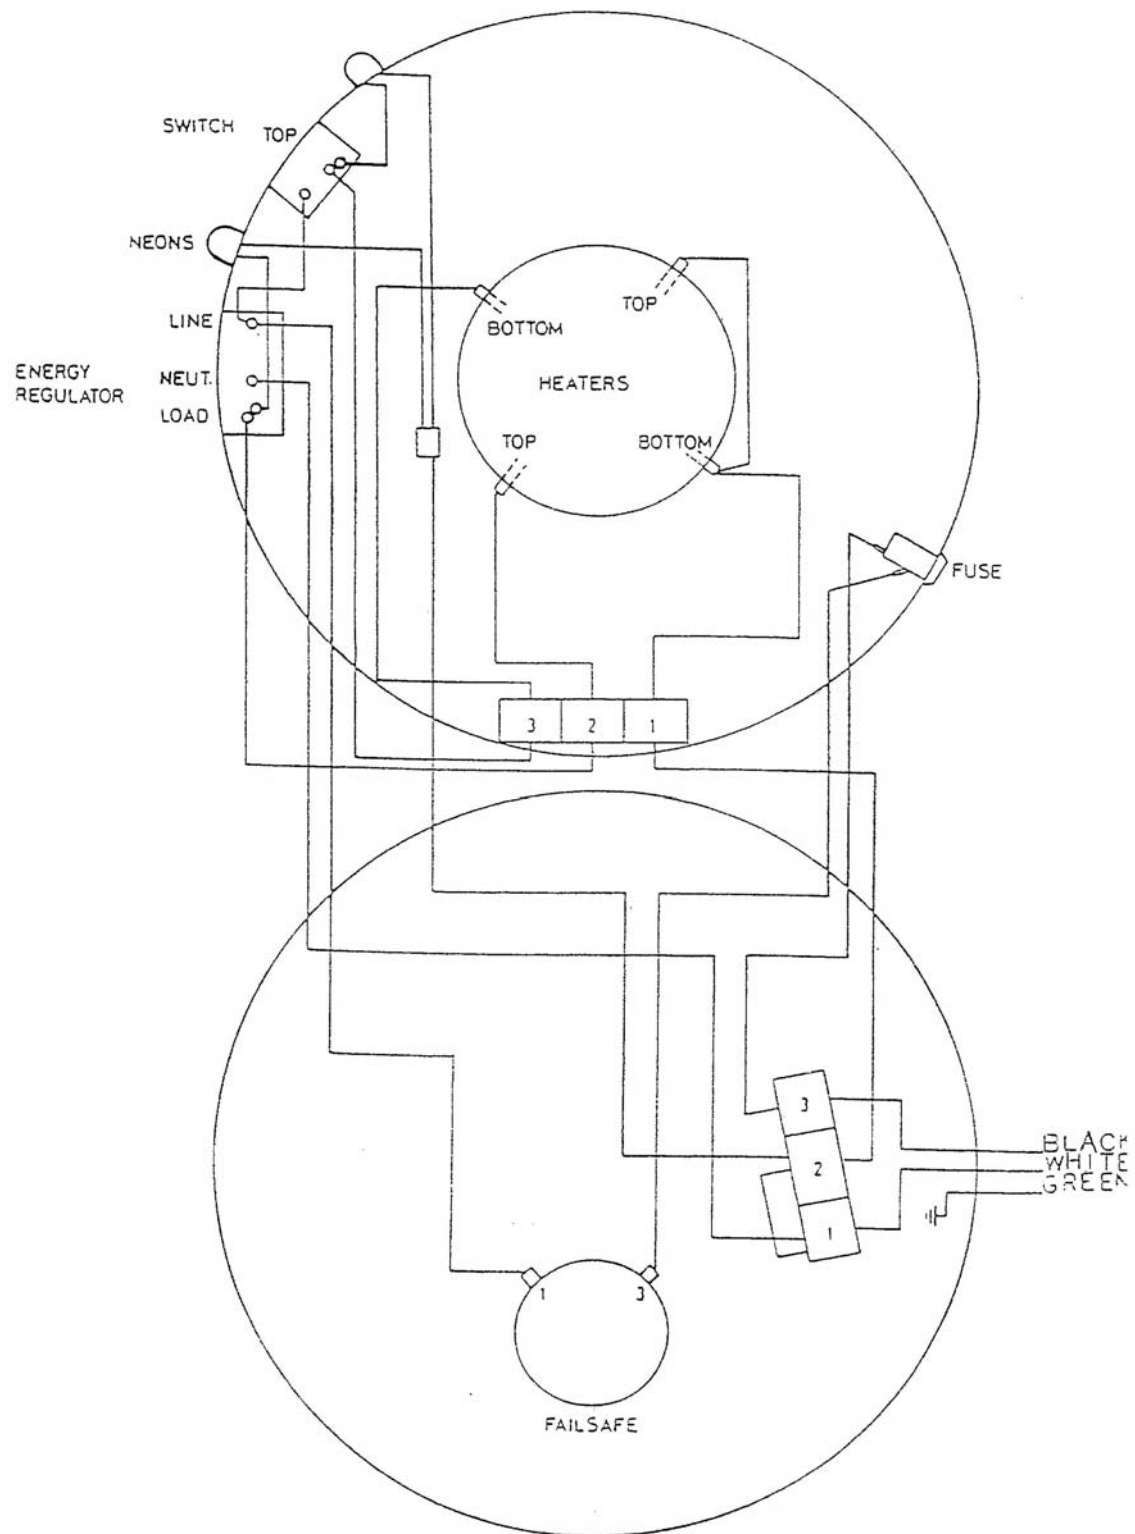 SWITCH TOP
NEONS
LINE
ENERGY
REGULATOR
NEUT.
LOAD
TOP
BOTTOM
HEATERS
TOP
BOTTOM
FUSE
3 2 1
3
2
1
BLACK
WHITE
GREEN
1 3
FAILSAFE